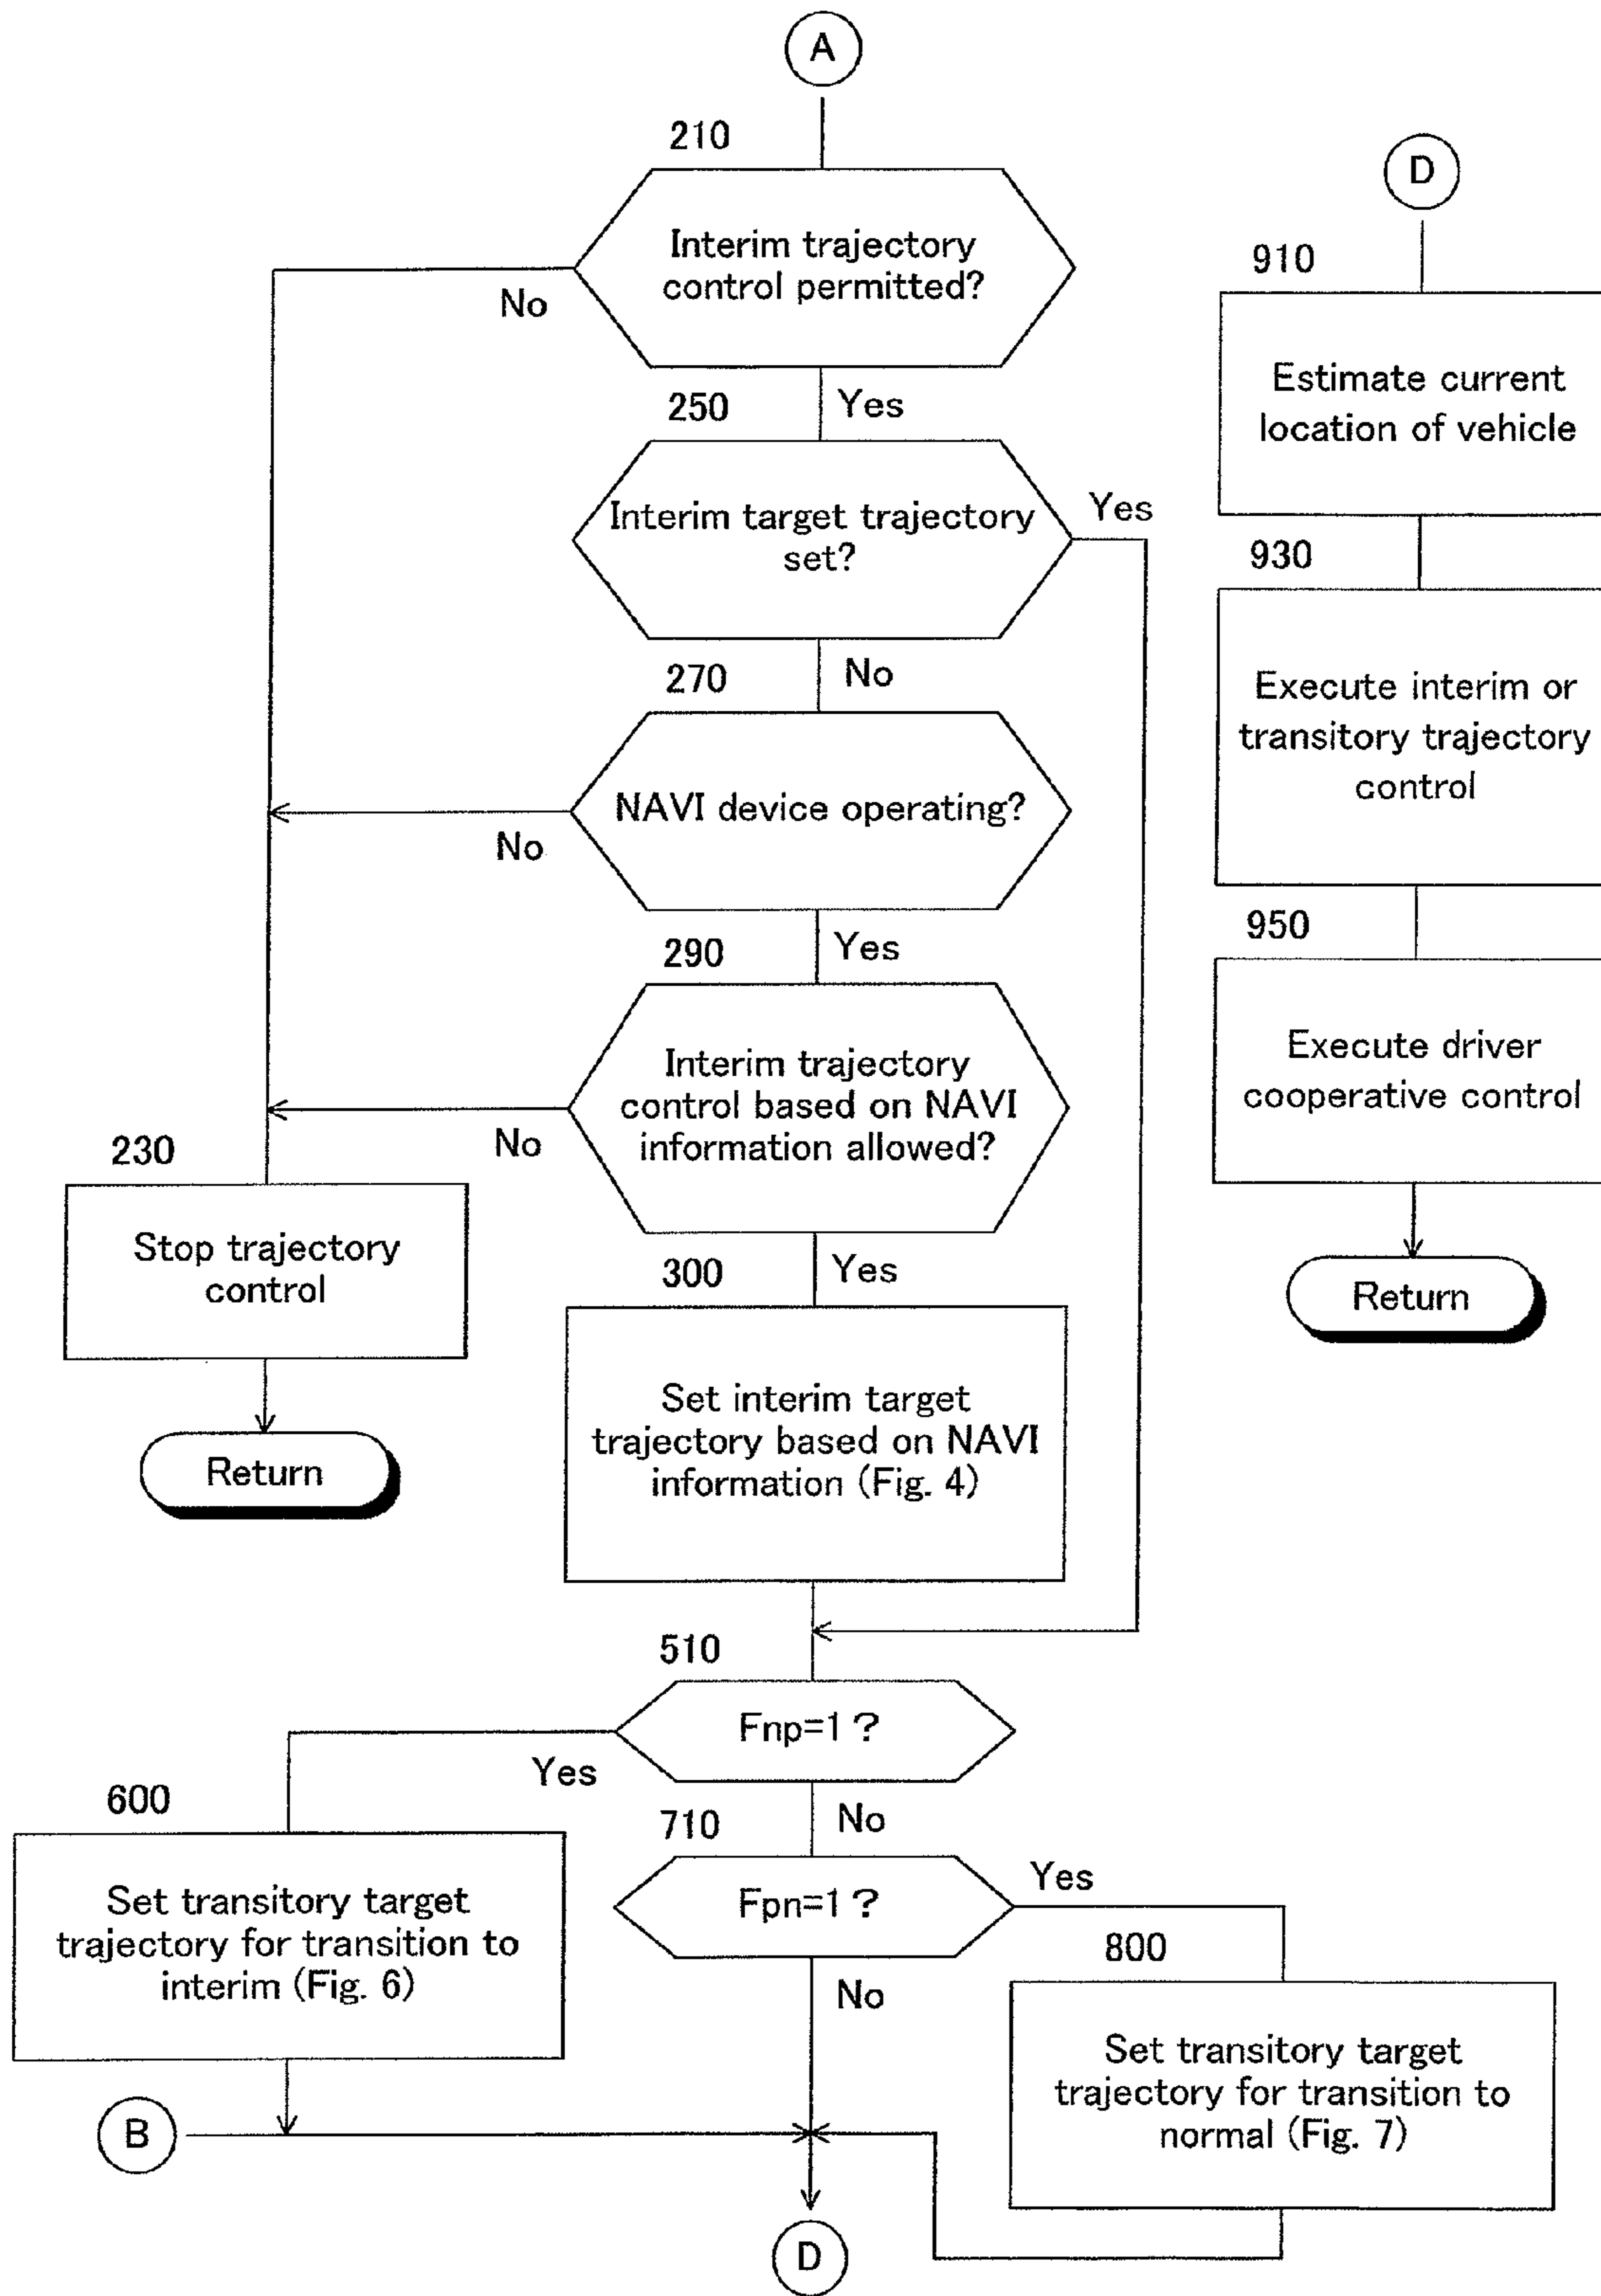 A
210
Interim trajectory
control permitted?
No
Yes
250
Interim target trajectory
set?
Yes
No
270
NAVI device operating?
No
Yes
290
Interim trajectory
control based on NAVI
information allowed?
No
Yes
230
Stop trajectory
control
Return
300
Set interim target
trajectory based on NAVI
information (Fig. 4)
510
Fnp=1 ?
Yes
No
600
Set transitory target
trajectory for transition to
interim (Fig. 6)
710
Fpn=1 ?
Yes
No
800
Set transitory target
trajectory for transition to
normal (Fig. 7)
B
D
D
910
Estimate current
location of vehicle
930
Execute interim or
transitory trajectory
control
950
Execute driver
cooperative control
Return